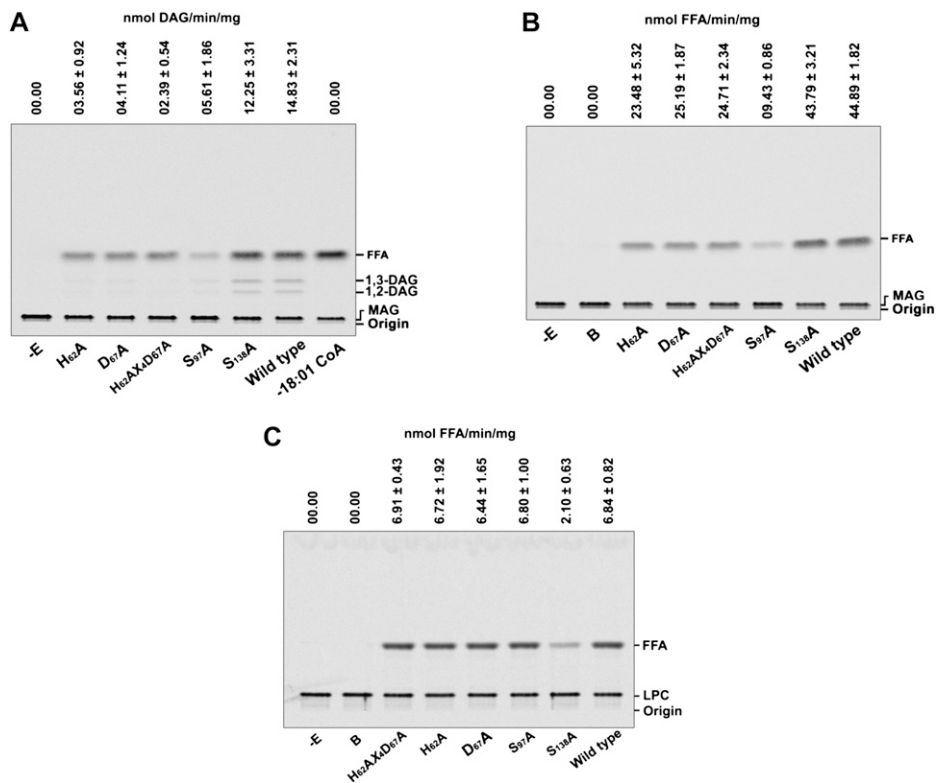 A
nmol DAG/min/mg
00.00
03.56 ± 0.92
04.11 ± 1.24
02.39 ± 0.54
05.61 ± 1.86
12.25 ± 3.31
14.83 ± 2.31
00.00
FFA
1,3-DAG
1,2-DAG
MAG
Origin
-E
H₆₂A
D₆₇A
H₆₂AX₄D₆₇A
S₉₇A
S₁₃₈A
Wild type
-18:01 CoA
B
nmol FFA/min/mg
00.00
00.00
23.48 ± 5.32
25.19 ± 1.87
24.71 ± 2.34
09.43 ± 0.86
43.79 ± 3.21
44.89 ± 1.82
FFA
MAG
Origin
-E
B
H₆₂A
D₆₇A
H₆₂AX₄D₆₇A
S₉₇A
S₁₃₈A
Wild type
C
nmol FFA/min/mg
00.00
00.00
6.91 ± 0.43
6.72 ± 1.92
6.44 ± 1.65
6.80 ± 1.00
2.10 ± 0.63
6.84 ± 0.82
FFA
LPC
Origin
-E
B
H₆₂AX₄D₆₇A
H₆₂A
D₆₇A
S₉₇A
S₁₃₈A
Wild type